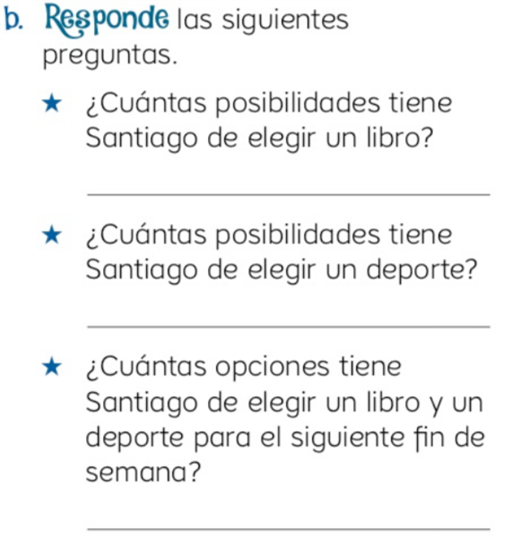 b. Responde las siguientes
preguntas.
★ ¿Cuántas posibilidades tiene
Santiago de elegir un libro?
★ ¿Cuántas posibilidades tiene
Santiago de elegir un deporte?
★ ¿Cuántas opciones tiene
Santiago de elegir un libro y un
deporte para el siguiente fin de
semana?